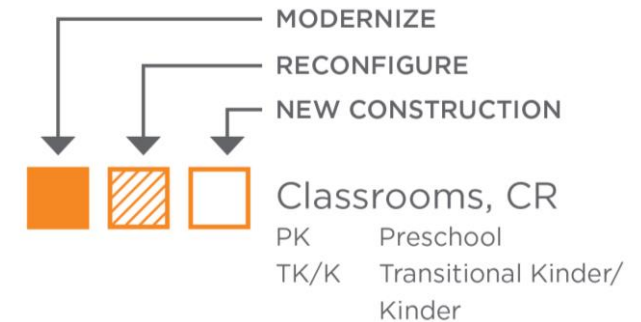 MODERNIZE
RECONFIGURE
NEW CONSTRUCTION
Classrooms, CR
PK Preschool
TK/K Transitional Kinder/
Kinder